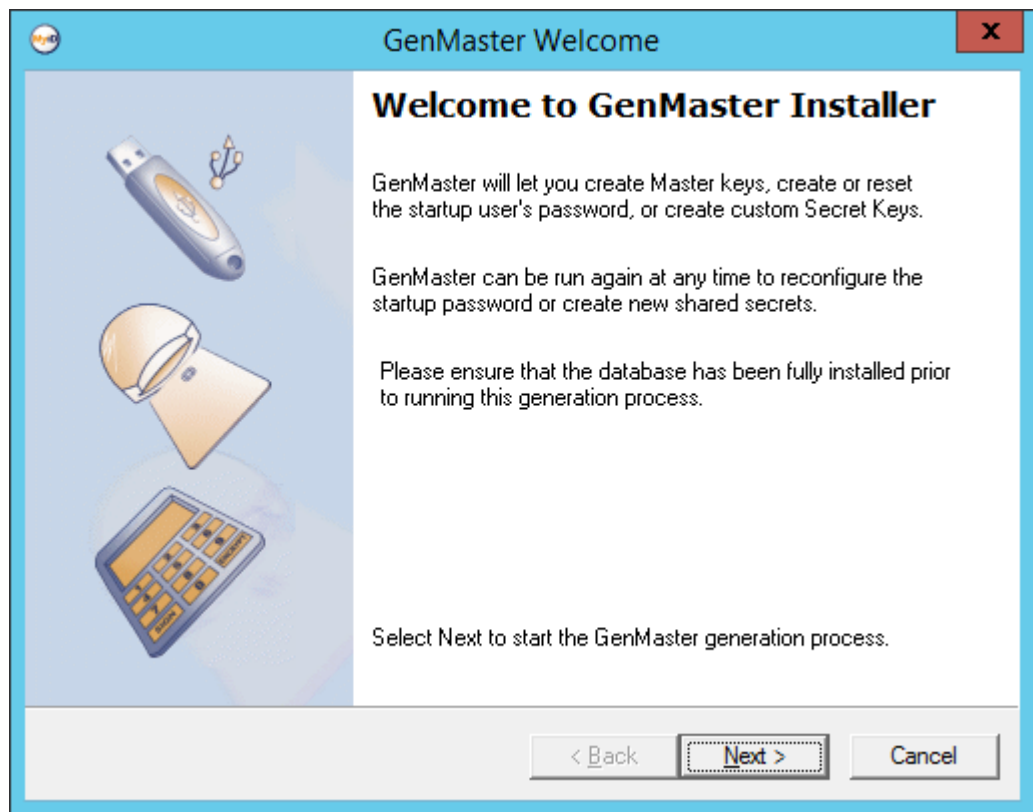 MyID
GenMaster Welcome
x
Welcome to GenMaster Installer
GenMaster will let you create Master keys, create or reset
the startup user's password, or create custom Secret Keys.
GenMaster can be run again at any time to reconfigure the
startup password or create new shared secrets.
Please ensure that the database has been fully installed prior
to running this generation process.
ENCRYPT
SIGN
Select Next to start the GenMaster generation process.
< Back
Next >
Cancel